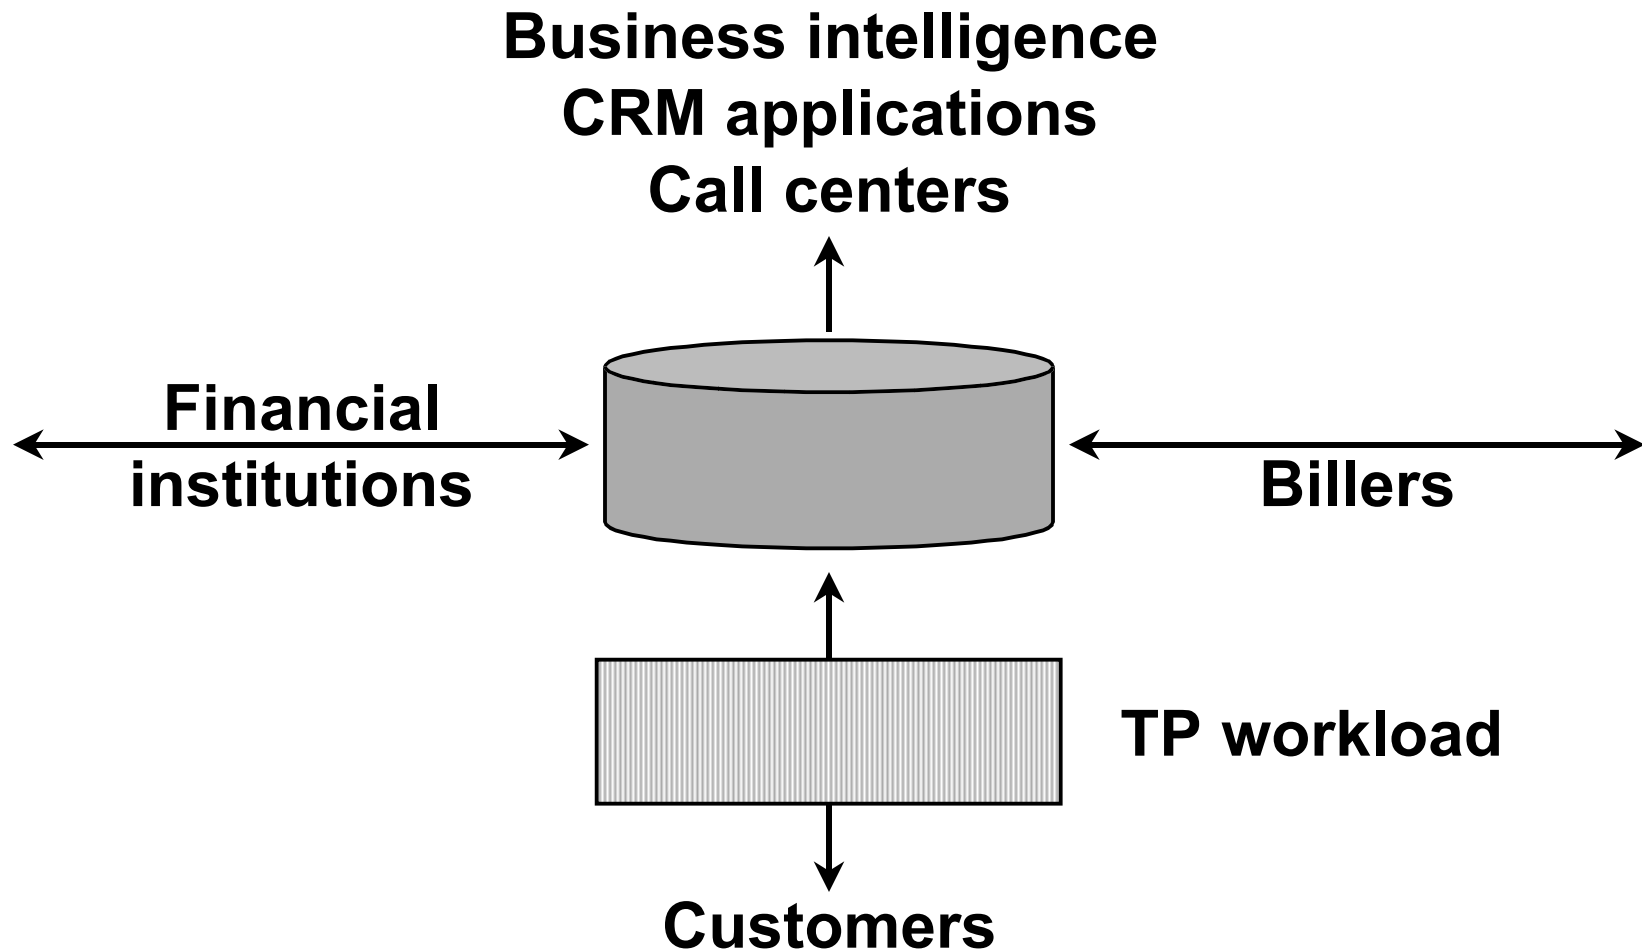 Business intelligence
CRM applications
Call centers
Financial
institutions
Billers
TP workload
Customers